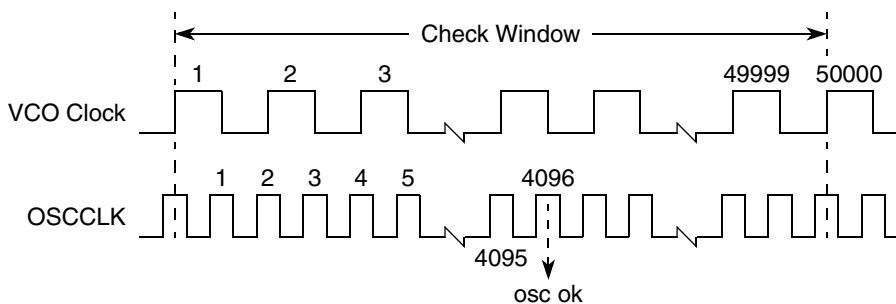 Check Window
1 2 3 49999 50000
VCO Clock
1 2 3 4 5 4096
OSCCLK
4095
osc ok